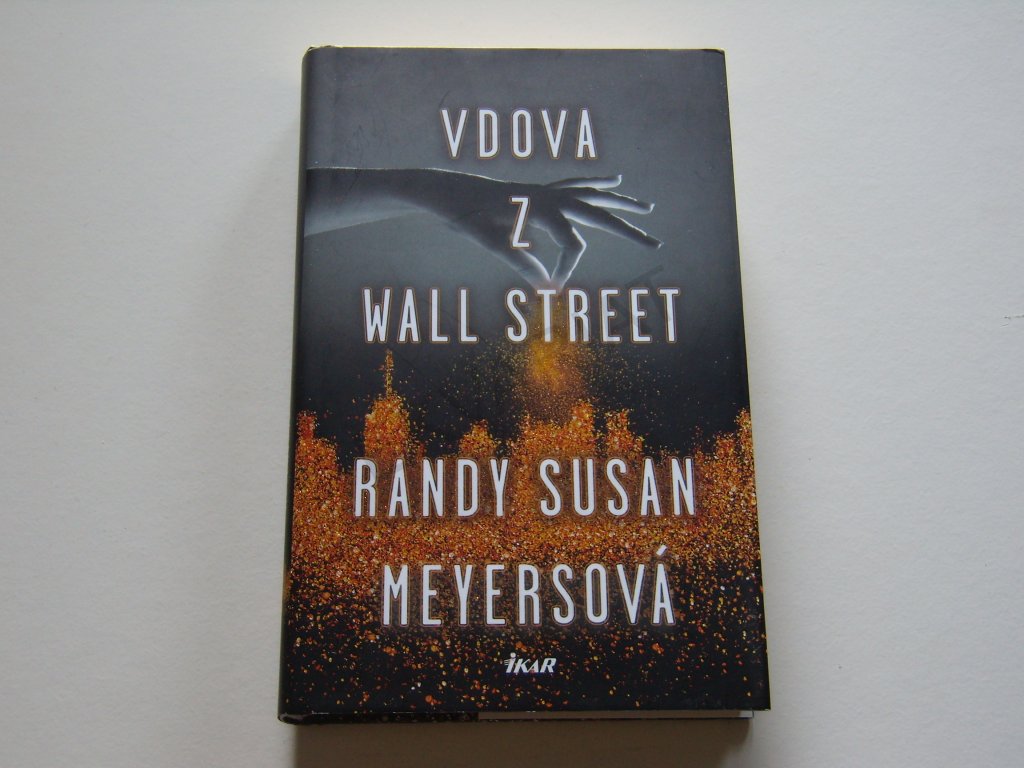 VDOVA
Z
WALL STREET
RANDY SUSAN
MEYERSOVÁ
IKAR